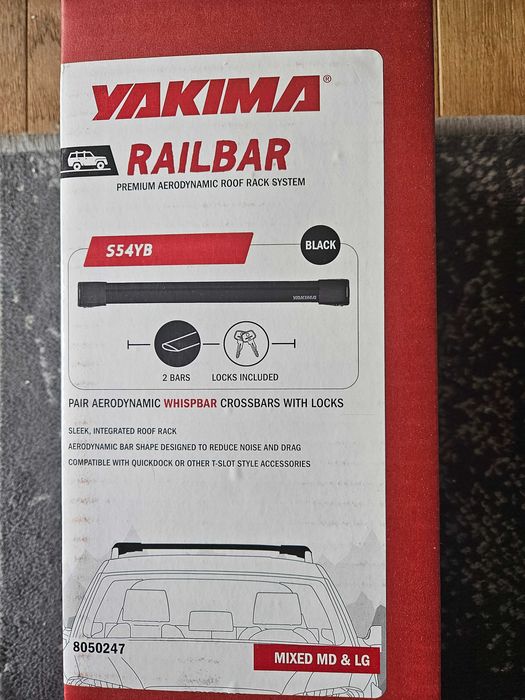 YAKIMA®
RAILBAR
PREMIUM AERODYNAMIC ROOF RACK SYSTEM
S54YB
BLACK
YAKIMA
2 BARS
LOCKS INCLUDED
PAIR AERODYNAMIC WHISPBAR CROSSBARS WITH LOCKS
SLEEK, INTEGRATED ROOF RACK
AERODYNAMIC BAR SHAPE DESIGNED TO REDUCE NOISE AND DRAG
COMPATIBLE WITH QUICKDOCK OR OTHER T-SLOT STYLE ACCESSORIES
8050247
MIXED MD & LG